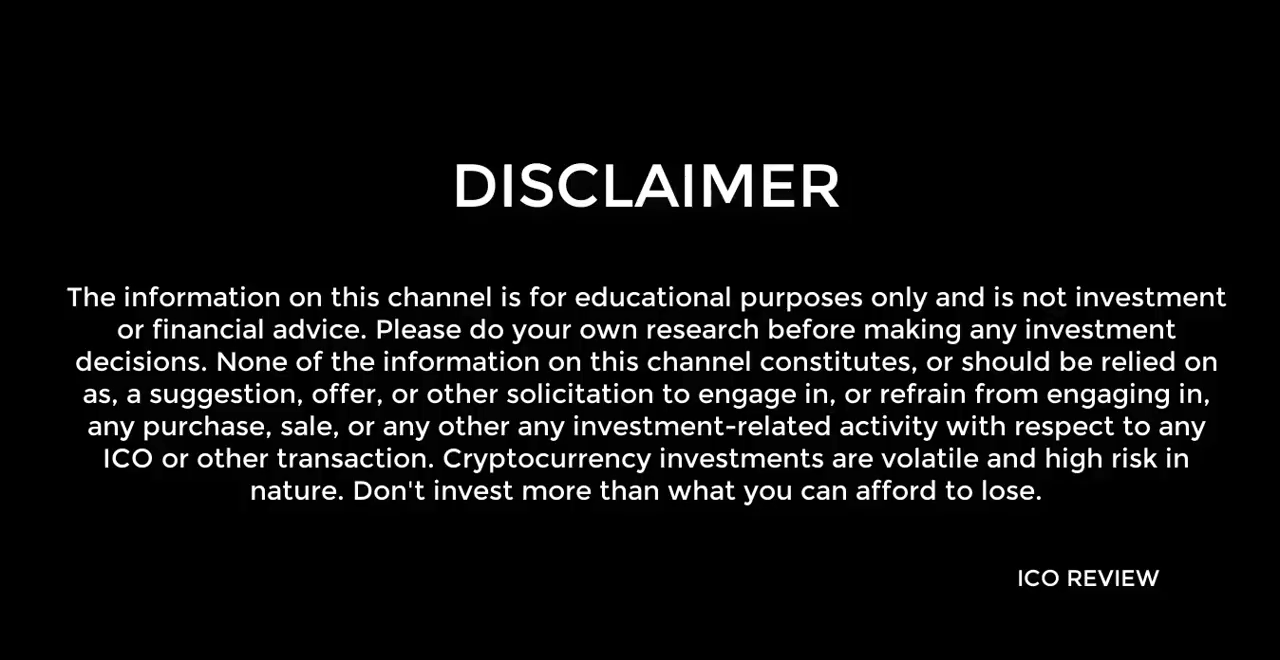 DISCLAIMER
The information on this channel is for educational purposes only and is not investment
or financial advice. Please do your own research before making any investment
decisions. None of the information on this channel constitutes, or should be relied on
as, a suggestion, offer, or other solicitation to engage in, or refrain from engaging in,
any purchase, sale, or any other any investment-related activity with respect to any
ICO or other transaction. Cryptocurrency investments are volatile and high risk in
nature. Don't invest more than what you can afford to lose.
ICO REVIEW